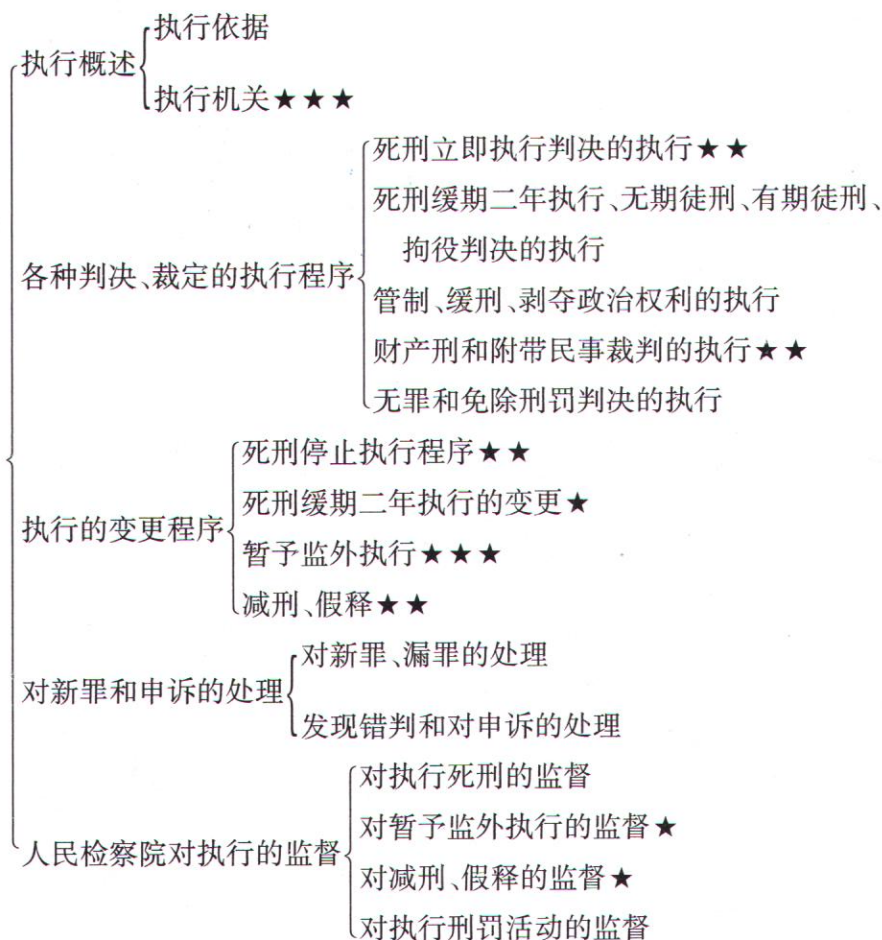 执行依据
执行概述
执行机关★★★
死刑立即执行判决的执行★★
死刑缓期二年执行、无期徒刑、有期徒刑、
拘役判决的执行
各种判决、裁定的执行程序
管制、缓刑、剥夺政治权利的执行
财产刑和附带民事裁判的执行★★
无罪和免除刑罚判决的执行
死刑停止执行程序★★
死刑缓期二年执行的变更★
执行的变更程序
暂予监外执行★★★
减刑、假释★★
对新罪、漏罪的处理
对新罪和申诉的处理
发现错判和对申诉的处理
对执行死刑的监督
对暂予监外执行的监督★
人民检察院对执行的监督
对减刑、假释的监督★
对执行刑罚活动的监督